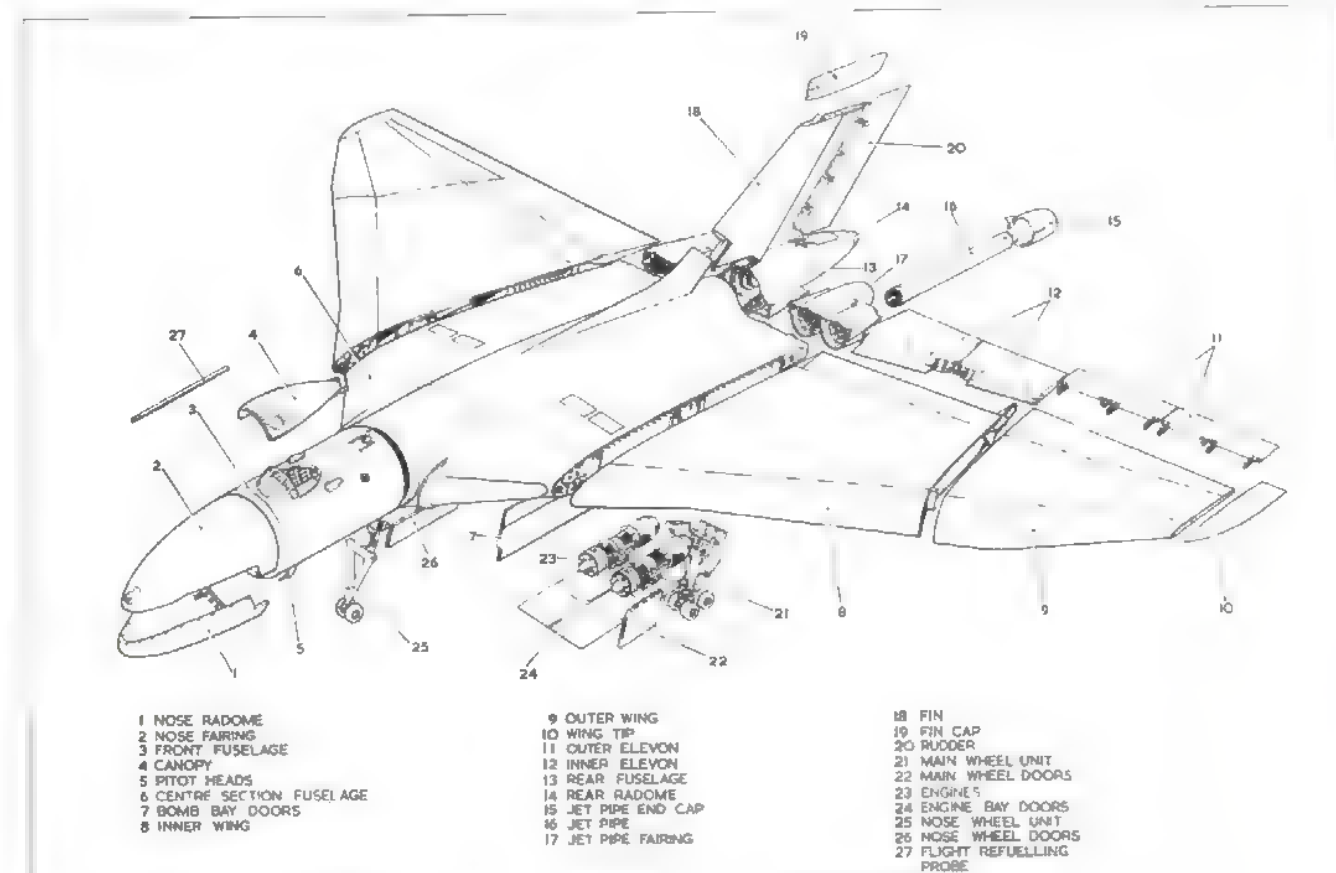 19
18
20
14
16
15
13
17
6
12
27
4
11
3
2
7
26
23
5
25
21
8
9
10
1
24
22
1 NOSE RADOME
2 NOSE FAIRING
3 FRONT FUSELAGE
4 CANOPY
5 PITOT HEADS
6 CENTRE SECTION FUSELAGE
7 BOMB BAY DOORS
8 INNER WING
9 OUTER WING
10 WING TIP
11 OUTER ELEVON
12 INNER ELEVON
13 REAR FUSELAGE
14 REAR RADOME
15 JET PIPE END CAP
16 JET PIPE
17 JET PIPE FAIRING
18 FIN
19 FIN CAP
20 RUDDER
21 MAIN WHEEL UNIT
22 MAIN WHEEL DOORS
23 ENGINES
24 ENGINE BAY DOORS
25 NOSE WHEEL UNIT
26 NOSE WHEEL DOORS
27 FLIGHT REFUELLING
PROBE